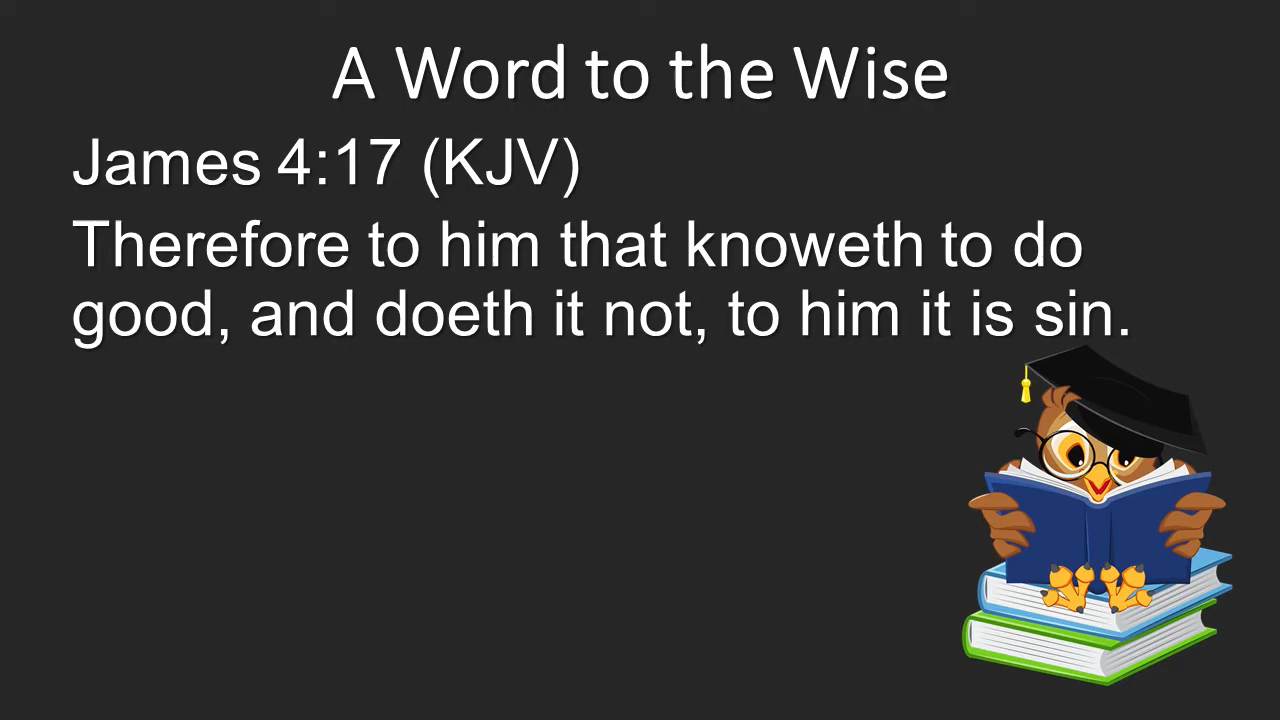 A Word to the Wise
James 4:17 (KJV)
Therefore to him that knoweth to do
good, and doeth it not, to him it is sin.